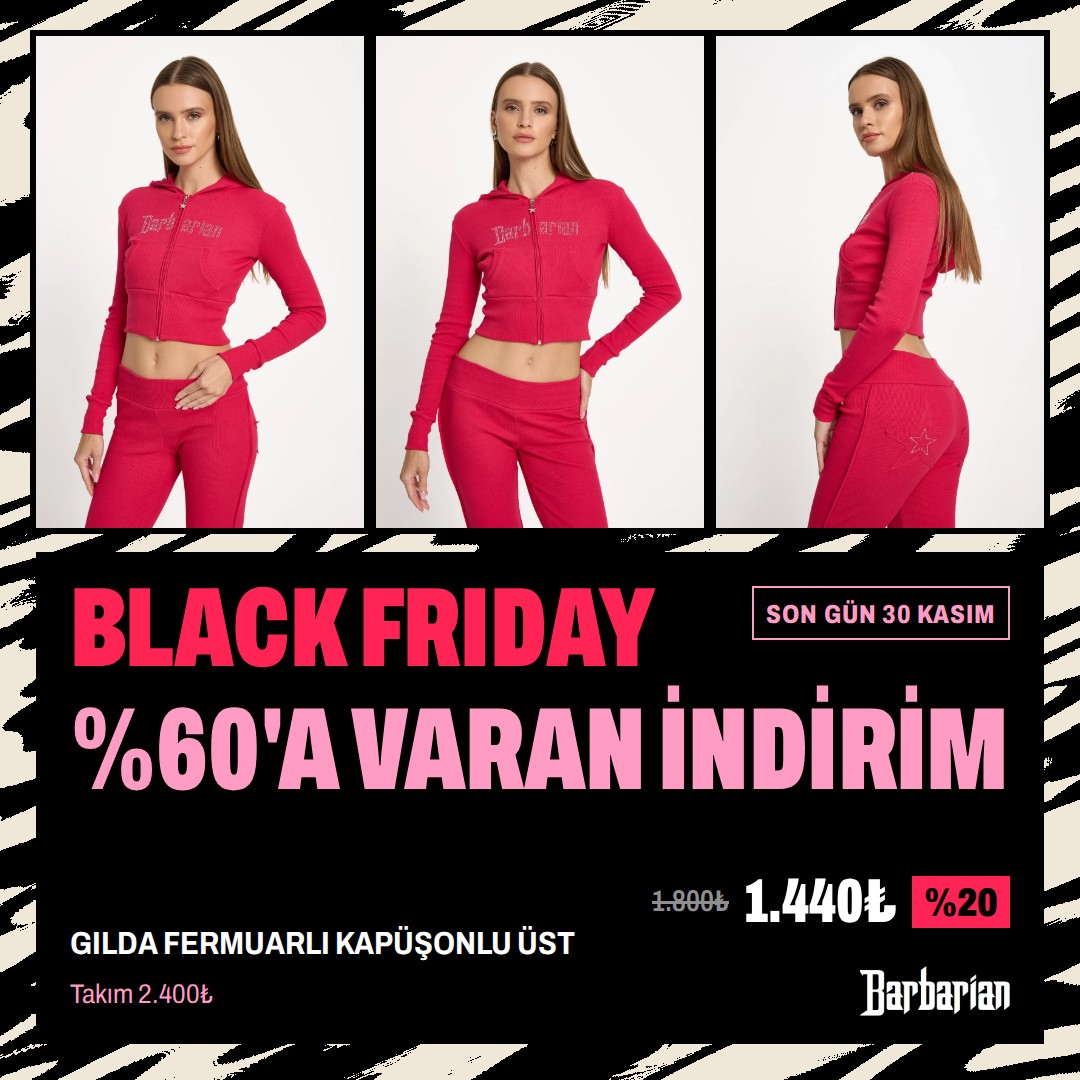 Barbarian
Barbarian
BLACK FRIDAY
SON GÜN 30 KASIM
%60'A VARAN İNDİRİM
1.800₺ 1.440₺ %20
GILDA FERMUARLI KAPÜŞONLU ÜST
Takım 2.400₺
Barbarian